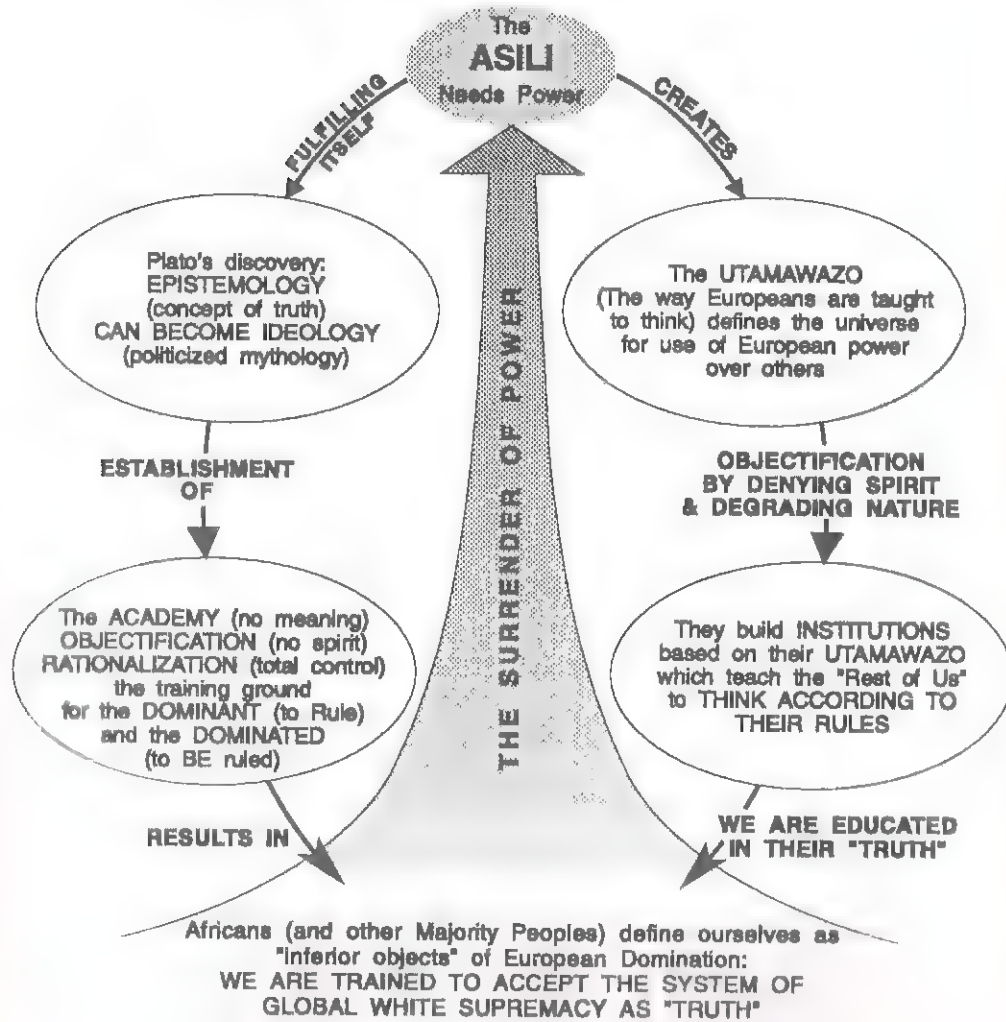 The
ASILI
Needs Power
FULFILLING
ITSELF
CREATES
Plato's discovery:
EPISTEMOLOGY
(concept of truth)
CAN BECOME IDEOLOGY
(politicized mythology)
The UTAMAWAZO
(The way Europeans are taught
to think) defines the universe
for use of European power
over others
THE SURRENDER OF POWER
ESTABLISHMENT
OF
OBJECTIFICATION
BY DENYING SPIRIT
& DEGRADING NATURE
The ACADEMY (no meaning)
OBJECTIFICATION (no spirit)
RATIONALIZATION (total control)
the training ground
for the DOMINANT (to Rule)
and the DOMINATED
(to BE ruled)
They build INSTITUTIONS
based on their UTAMAWAZO
which teach the "Rest of Us"
to THINK ACCORDING TO
THEIR RULES
RESULTS IN
WE ARE EDUCATED
IN THEIR "TRUTH"
Africans (and other Majority Peoples) define ourselves as
"inferior objects" of European Domination:
WE ARE TRAINED TO ACCEPT THE SYSTEM OF
GLOBAL WHITE SUPREMACY AS "TRUTH"